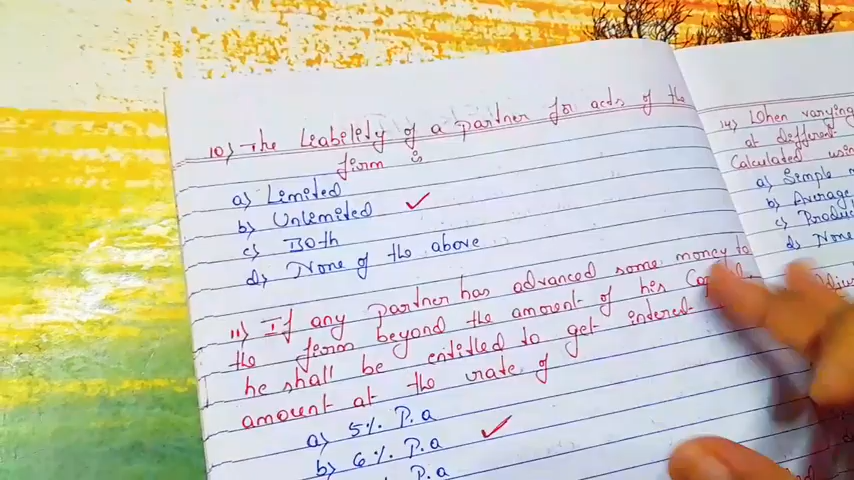 10) The Liability of a partner for acts of the
firm is
a) Limited
b) Unlimited ✓
c) Both
d) None of the above
11) If any partner has advanced some money to
the firm beyond the amount of his
he shall be entitled to get interest
amount at the rate of
a) 5% P.a
b) 6% P.a ✓
P.a
14) When varying
at different
Calculated
a) Simple
b) Average
c) Product
d) None